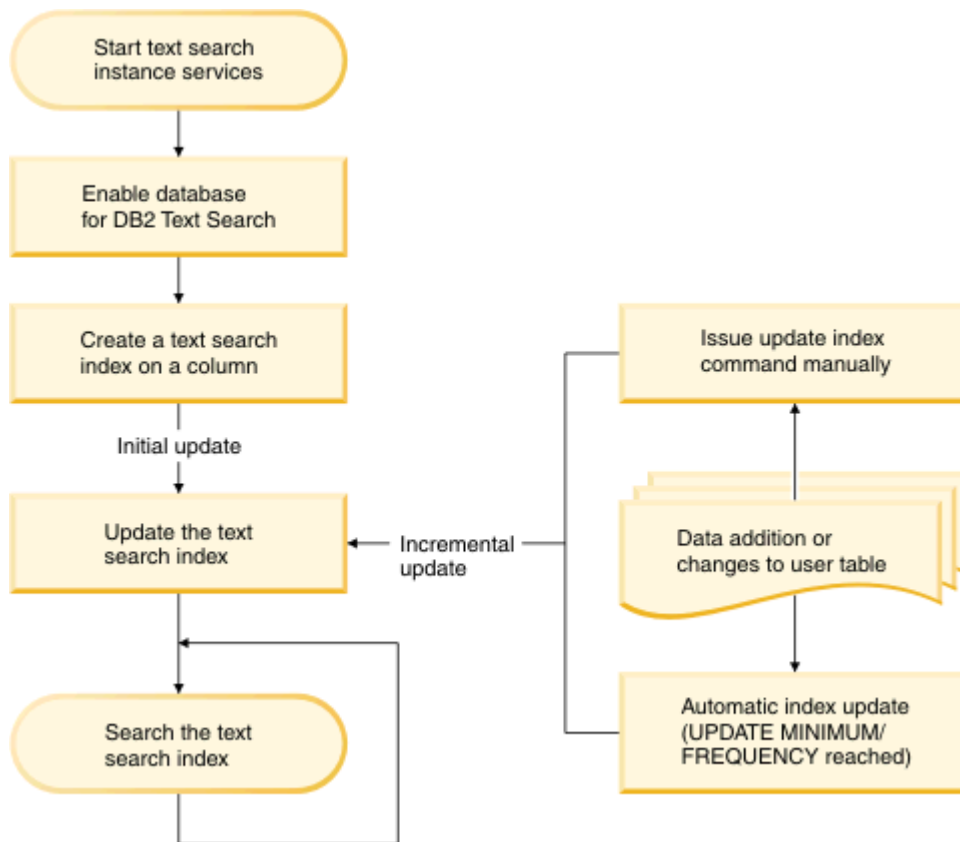 Start text search
instance services
Enable database
for DB2 Text Search
Create a text search
index on a column
Initial update
Update the text
search index
Search the text
search index
Incremental
update
Issue update index
command manually
Data addition or
changes to user table
Automatic index update
(UPDATE MINIMUM/
FREQUENCY reached)